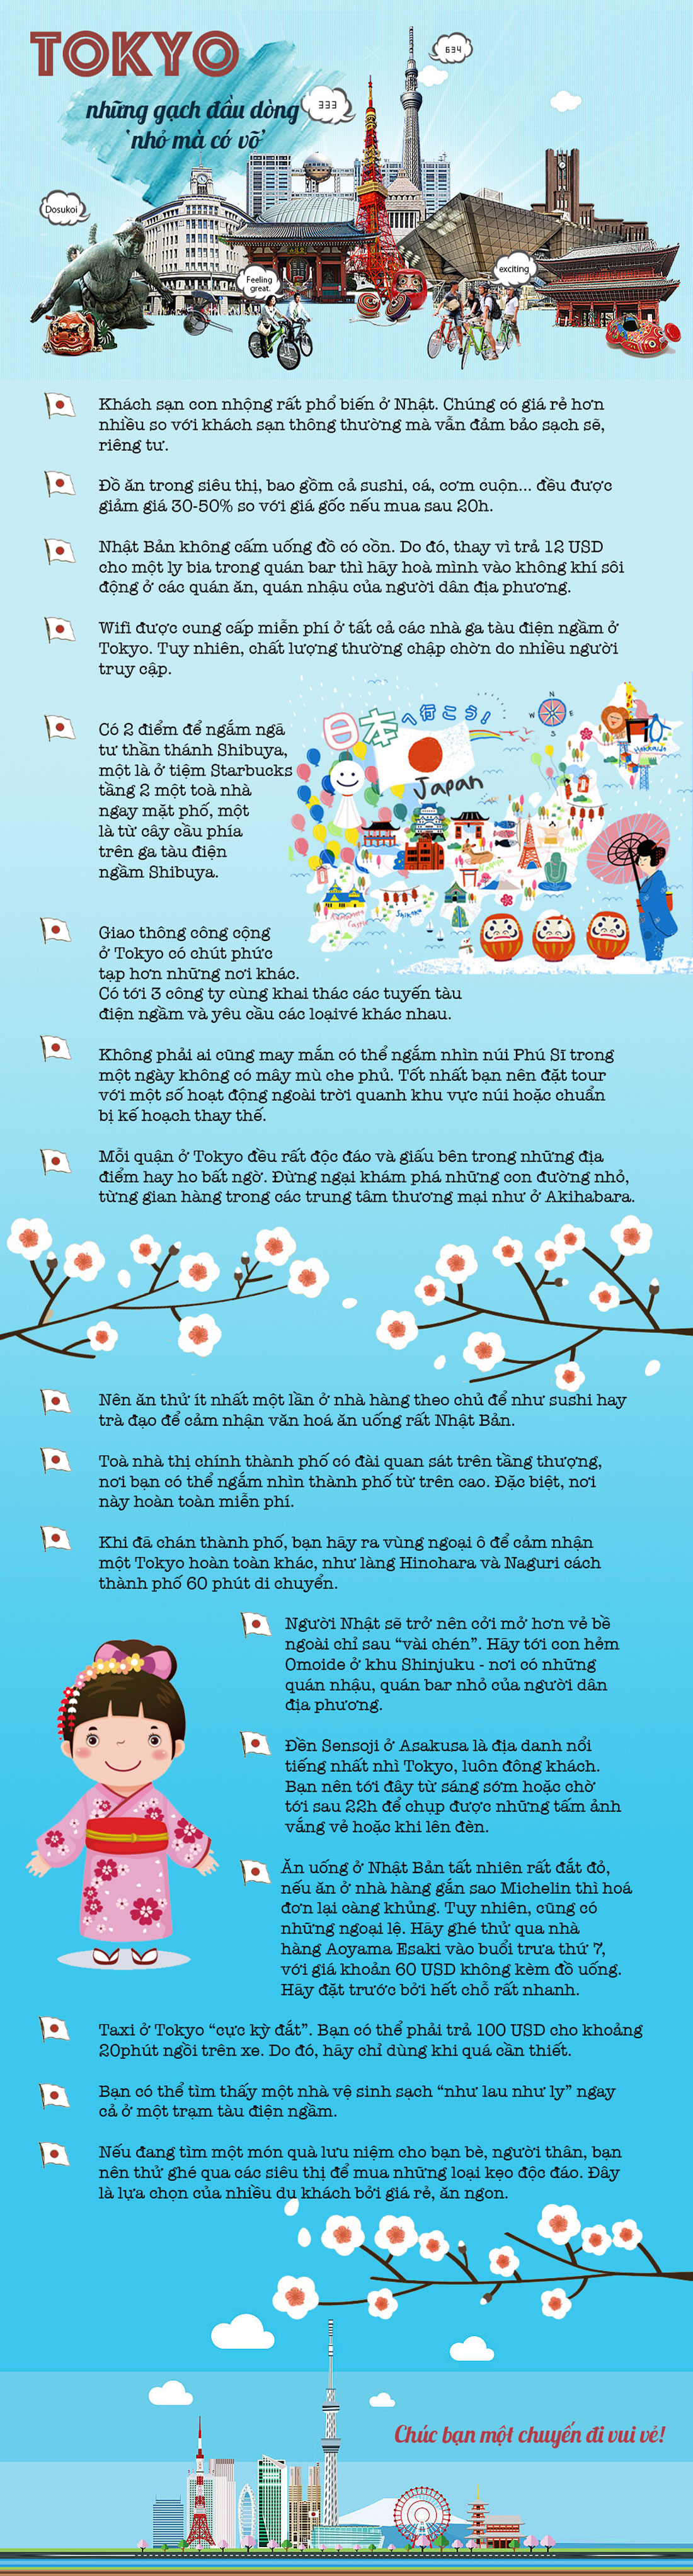 TOKYO
những gạch đầu dòng
'nhỏ mà có võ'
634
333
Dosukoi
Feeling
great.
exciting
Khách sạn con nhộng rất phổ biến ở Nhật. Chúng có giá rẻ hơn
nhiều so với khách sạn thông thường mà vẫn đảm bảo sạch sẽ,
riêng tư.
Đồ ăn trong siêu thị, bao gồm cả sushi, cá, cơm cuộn... đều được
giảm giá 30-50% so với giá gốc nếu mua sau 20h.
Nhật Bản không cấm uống đồ có cồn. Do đó, thay vì trả 12 USD
cho một ly bia trong quán bar thì hãy hoà mình vào không khí sôi
động ở các quán ăn, quán nhậu của người dân địa phương.
Wifi được cung cấp miễn phí ở tất cả các nhà ga tàu điện ngầm ở
Tokyo. Tuy nhiên, chất lượng thường chập chờn do nhiều người
truy cập.
Có 2 điểm để ngắm ngã
tư thần thánh Shibuya,
một là ở tiệm Starbucks
tầng 2 một toà nhà
ngay mặt phố, một
là từ cây cầu phía
trên ga tàu điện
ngầm Shibuya.
日本へ行こう!
N
W E
S
Japan
Hokkaido
Shikoku
Giao thông công cộng
ở Tokyo có chút phức
tạp hơn những nơi khác.
Có tới 3 công ty cùng khai thác các tuyến tàu
điện ngầm và yêu cầu các loạivé khác nhau.
Không phải ai cũng may mắn có thể ngắm nhìn núi Phú Sĩ trong
một ngày không có mây mù che phủ. Tốt nhất bạn nên đặt tour
với một số hoạt động ngoài trời quanh khu vực núi hoặc chuẩn
bị kế hoạch thay thế.
Mỗi quận ở Tokyo đều rất độc đáo và giấu bên trong những địa
điểm hay ho bất ngờ. Đừng ngại khám phá những con đường nhỏ,
từng gian hàng trong các trung tâm thương mại như ở Akihabara.
Nên ăn thử ít nhất một lần ở nhà hàng theo chủ để như sushi hay
trà đạo để cảm nhận văn hoá ăn uống rất Nhật Bản.
Toà nhà thị chính thành phố có đài quan sát trên tầng thượng,
nơi bạn có thể ngắm nhìn thành phố từ trên cao. Đặc biệt, nơi
này hoàn toàn miễn phí.
Khi đã chán thành phố, bạn hãy ra vùng ngoại ô để cảm nhận
một Tokyo hoàn toàn khác, như làng Hinohara và Naguri cách
thành phố 60 phút di chuyển.
Người Nhật sẽ trở nên cởi mở hơn vẻ bề
ngoài chỉ sau “vài chén”. Hãy tới con hẻm
Omoide ở khu Shinjuku - nơi có những
quán nhậu, quán bar nhỏ của người dân
địa phương.
Đền Sensoji ở Asakusa là địa danh nổi
tiếng nhất nhì Tokyo, luôn đông khách.
Bạn nên tới đây từ sáng sớm hoặc chờ
tới sau 22h để chụp được những tấm ảnh
vắng vẻ hoặc khi lên đèn.
Ăn uống ở Nhật Bản tất nhiên rất đắt đỏ,
nếu ăn ở nhà hàng gắn sao Michelin thì hoá
đơn lại càng khủng. Tuy nhiên, cũng có
những ngoại lệ. Hãy ghé thử qua nhà
hàng Aoyama Esaki vào buổi trưa thứ 7,
với giá khoản 60 USD không kèm đồ uống.
Hãy đặt trước bởi hết chỗ rất nhanh.
Taxi ở Tokyo “cực kỳ đắt”. Bạn có thể phải trả 100 USD cho khoảng
20phút ngồi trên xe. Do đó, hãy chỉ dùng khi quá cần thiết.
Bạn có thể tìm thấy một nhà vệ sinh sạch “như lau như ly” ngay
cả ở một trạm tàu điện ngầm.
Nếu đang tìm một món quà lưu niệm cho bạn bè, người thân, bạn
nên thử ghé qua các siêu thị để mua những loại kẹo độc đáo. Đây
là lựa chọn của nhiều du khách bởi giá rẻ, ăn ngon.
Chúc bạn một chuyến đi vui vẻ!